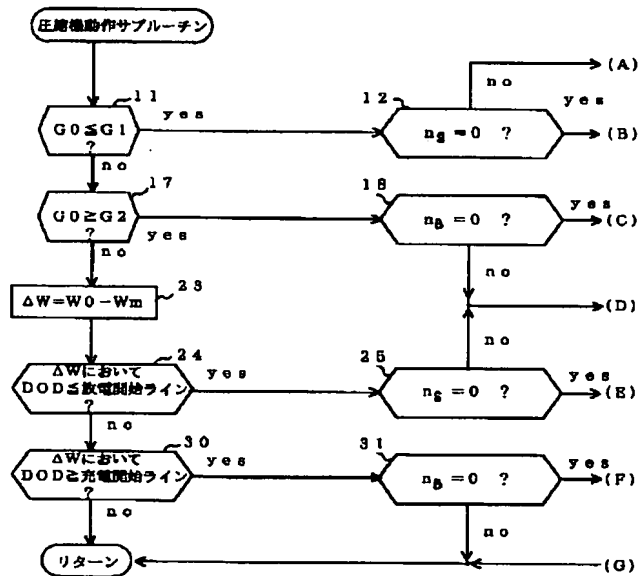 圧縮機動作サブルーチン
11
G0≦G1
?
yes
no
12
n_S=0 ?
no
(A)
yes
(B)
17
G0≧G2
?
yes
no
18
n_B=0 ?
yes
(C)
no
(D)
23
ΔW=W0-Wm
24
ΔWにおいて
DOD≦放電開始ライン
?
yes
no
25
no
n_S=0 ?
yes
(E)
30
ΔWにおいて
DOD≧充電開始ライン
?
yes
no
31
n_B=0 ?
yes
(F)
no
(G)
リターン